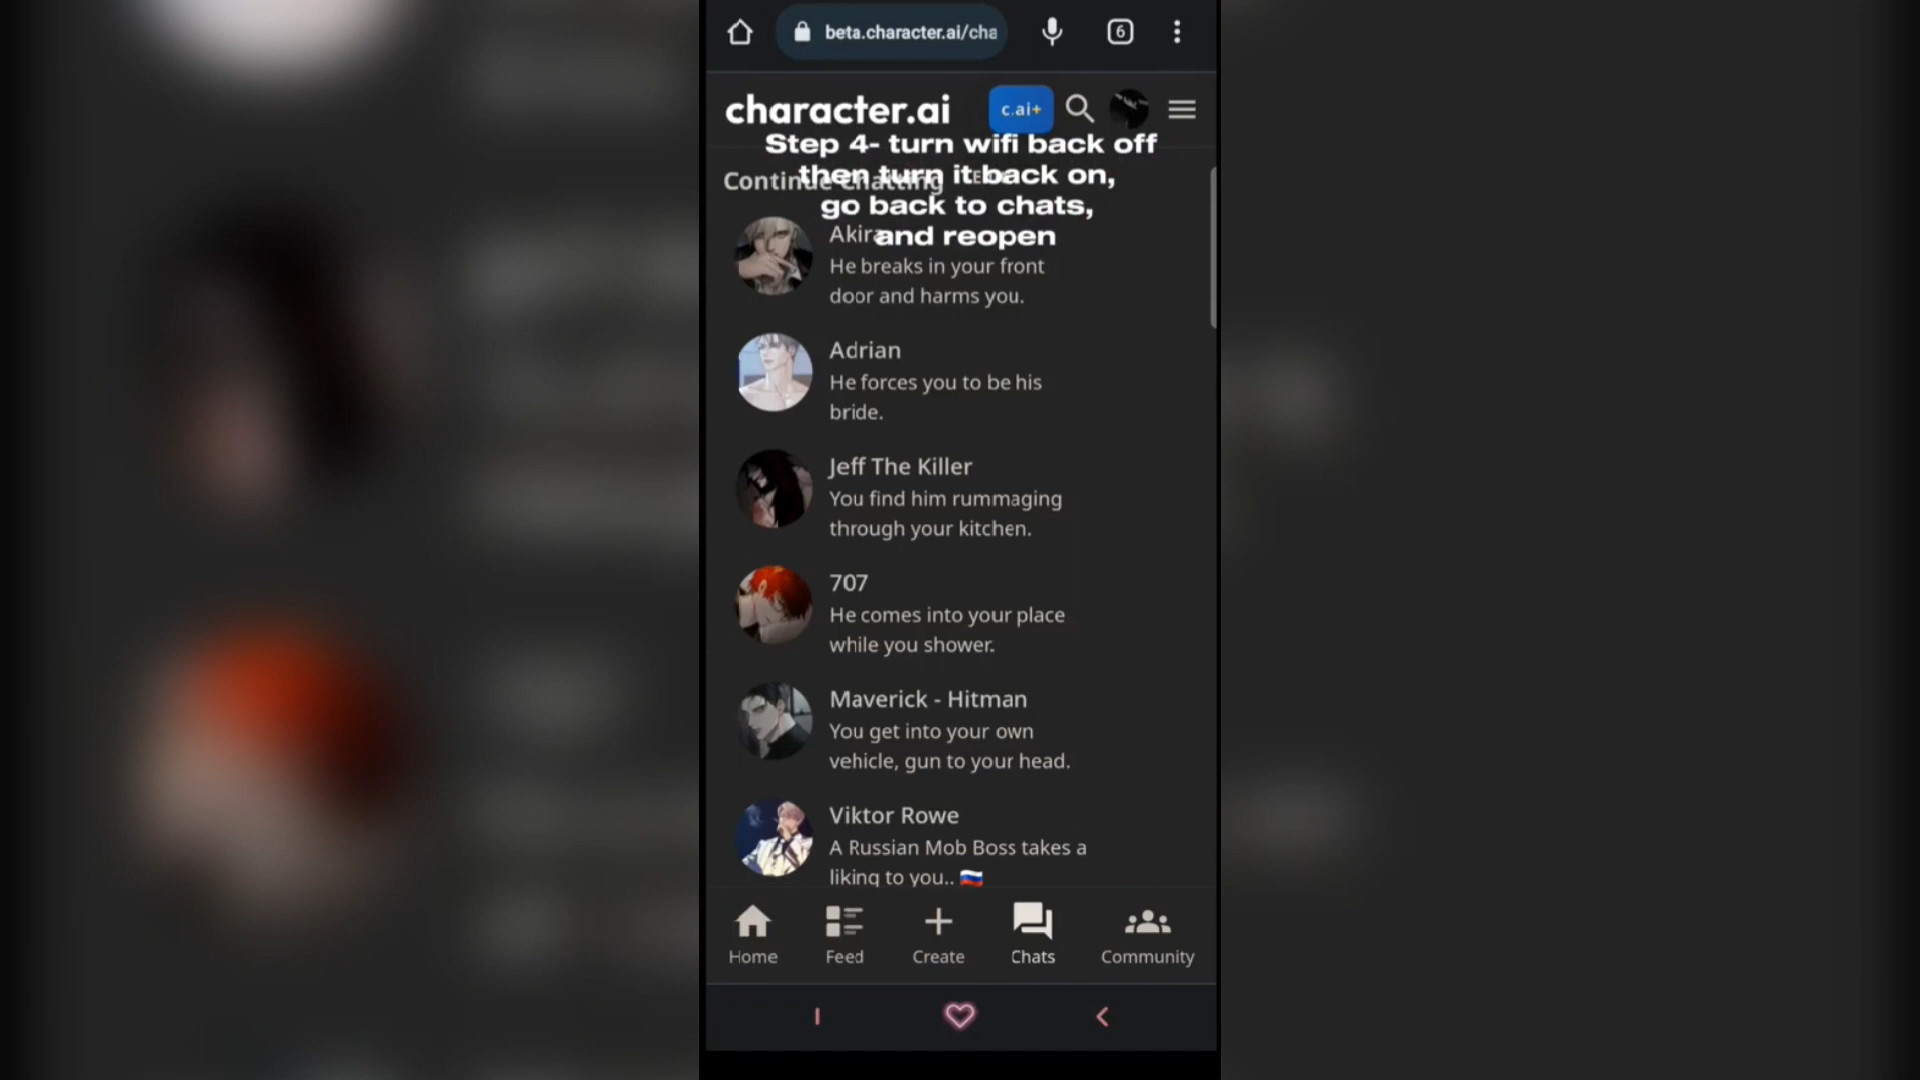 6
beta.character.ai/cha
character.ai
c.ai+
Step 4- turn wifi back off
then turn it back on,
go back to chats,
and reopen
Continue Chatting
Akira
He breaks in your front
door and harms you.
Adrian
He forces you to be his
bride.
Jeff The Killer
You find him rummaging
through your kitchen.
707
He comes into your place
while you shower.
Maverick - Hitman
You get into your own
vehicle, gun to your head.
Viktor Rowe
A Russian Mob Boss takes a
liking to you.. 🇷🇺
Home
Feed
Create
Chats
Community